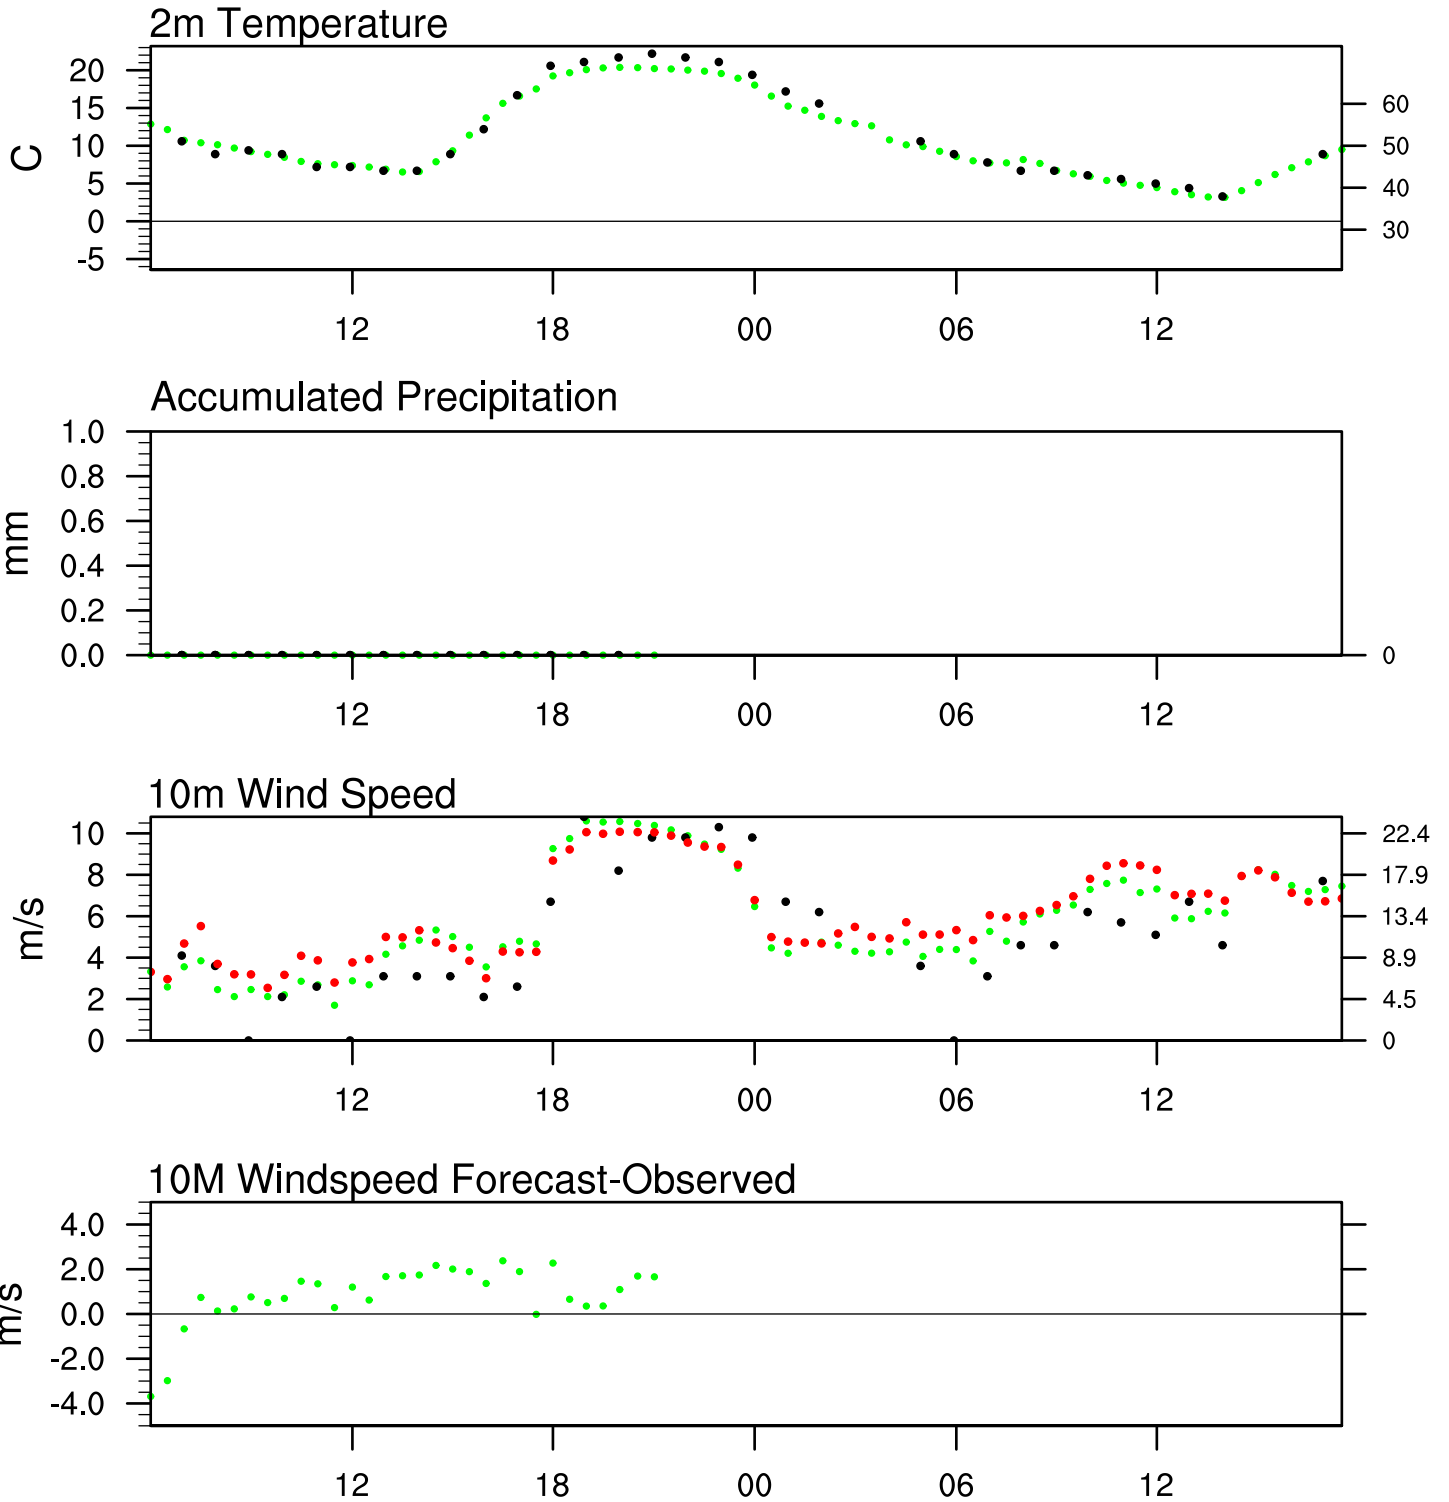 2m Temperature
20
15
10
5
0
-5
C
60
50
40
30
12 18 00 06 12
Accumulated Precipitation
1.0
0.8
0.6
0.4
0.2
0.0
mm
0
12 18 00 06 12
10m Wind Speed
10
8
6
4
2
0
m/s
22.4
17.9
13.4
8.9
4.5
0
12 18 00 06 12
10M Windspeed Forecast-Observed
4.0
2.0
0.0
-2.0
-4.0
m/s
12 18 00 06 12